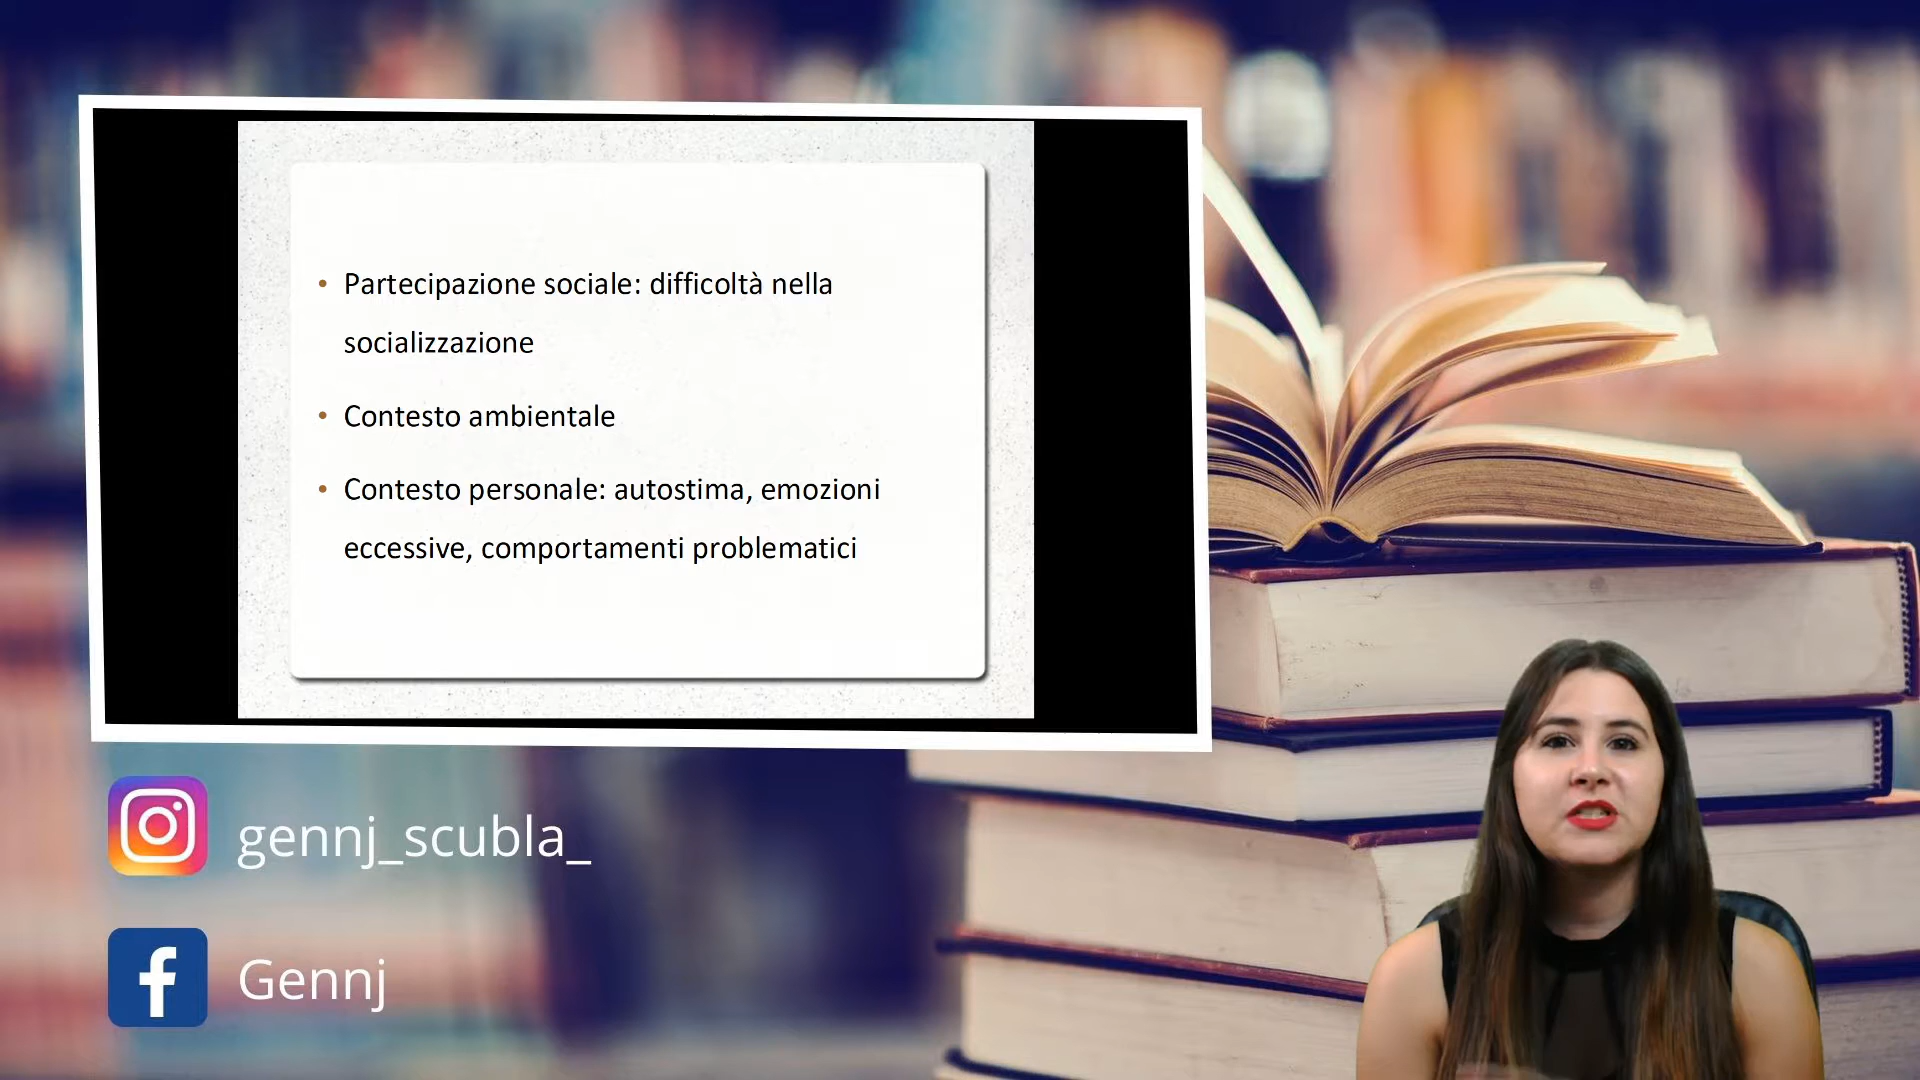 • Partecipazione sociale: difficoltà nella
socializzazione
• Contesto ambientale
• Contesto personale: autostima, emozioni
eccessive, comportamenti problematici
gennj_scubla_
Gennj